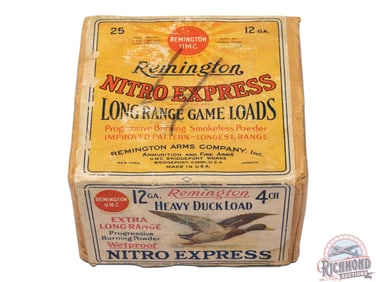 25
12 GA.
REMINGTON
UMC
Remington
NITRO EXPRESS
LONG RANGE GAME LOADS
Progressive Burning Smokeless Powder
IMPROVED PATTERN-LONGEST RANGE
REMINGTON ARMS COMPANY, INC.
AMMUNITION AND FIRE ARMS
U.M.C. BRIDGEPORT WORKS
NEW YORK
BRIDGEPORT, CONN.-U.S.A.
LONDON
MADE IN U.S.A.
12 GA.
Remington
4 CH
REMINGTON
UMC
HEAVY DUCK LOAD
EXTRA
LONG RANGE
Progressive
Burning Powder
Wetproof
NITRO EXPRESS
RICHMOND
AUCTIONS